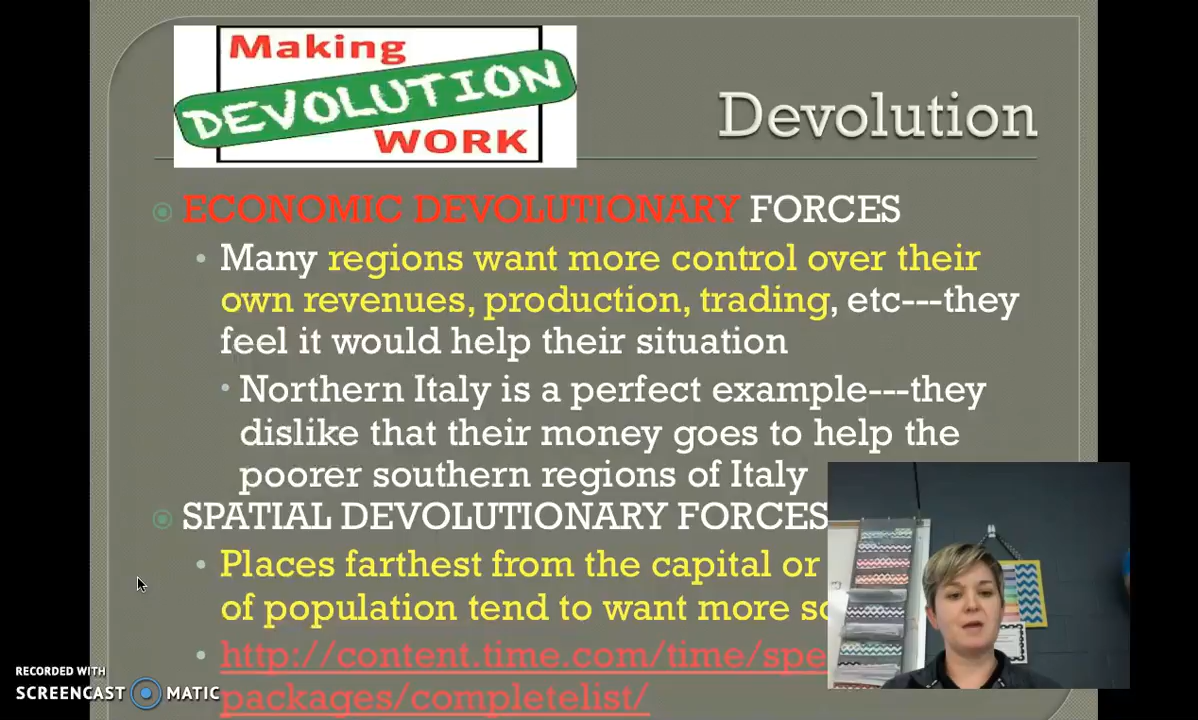 Making
DEVOLUTION
WORK
Devolution
ECONOMIC DEVOLUTIONARY FORCES
Many regions want more control over their
own revenues, production, trading, etc---they
feel it would help their situation
Northern Italy is a perfect example---they
dislike that their money goes to help the
poorer southern regions of Italy
SPATIAL DEVOLUTIONARY FORCES
Places farthest from the capital or
of population tend to want more
http://content.time.com/time/spe
packages/completelist/
RECORDED WITH
SCREENCAST MATIC